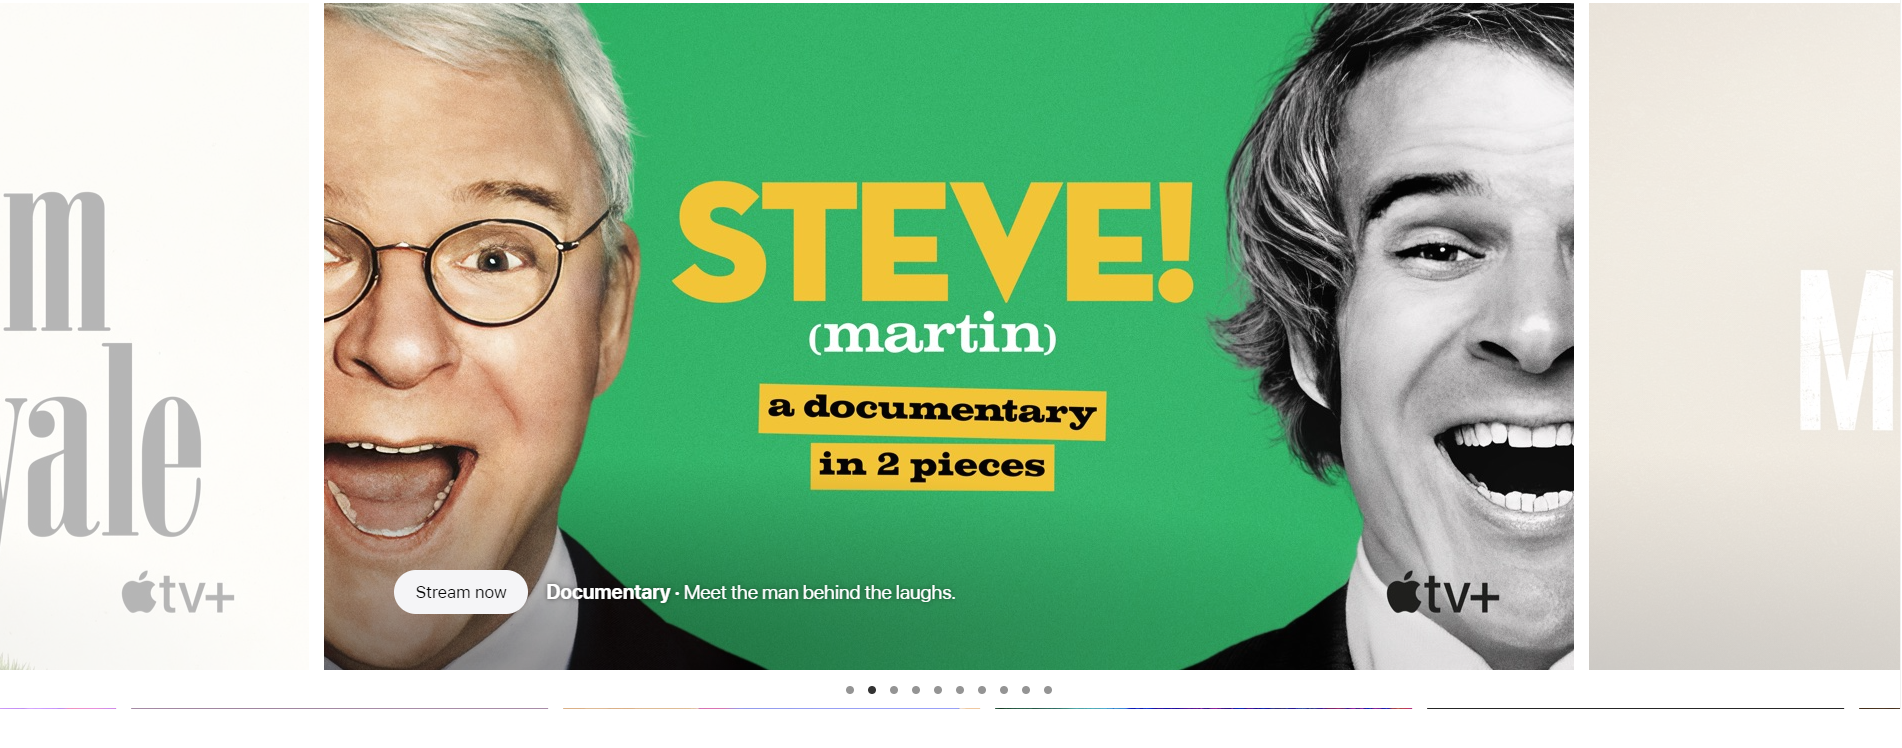 m
yale
tv+
STEVE!
(martin)
a documentary
in 2 pieces
Stream now
Documentary · Meet the man behind the laughs.
tv+
M